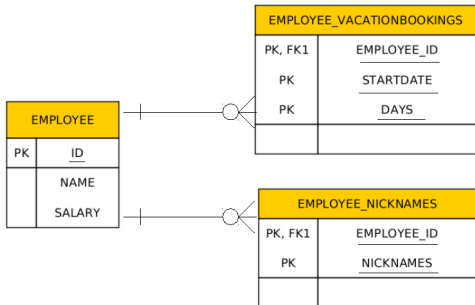 EMPLOYEE_VACATIONBOOKINGS
PK, FK1 EMPLOYEE_ID
PK STARTDATE
PK DAYS
EMPLOYEE
PK ID
NAME
SALARY
EMPLOYEE_NICKNAMES
PK, FK1 EMPLOYEE_ID
PK NICKNAMES